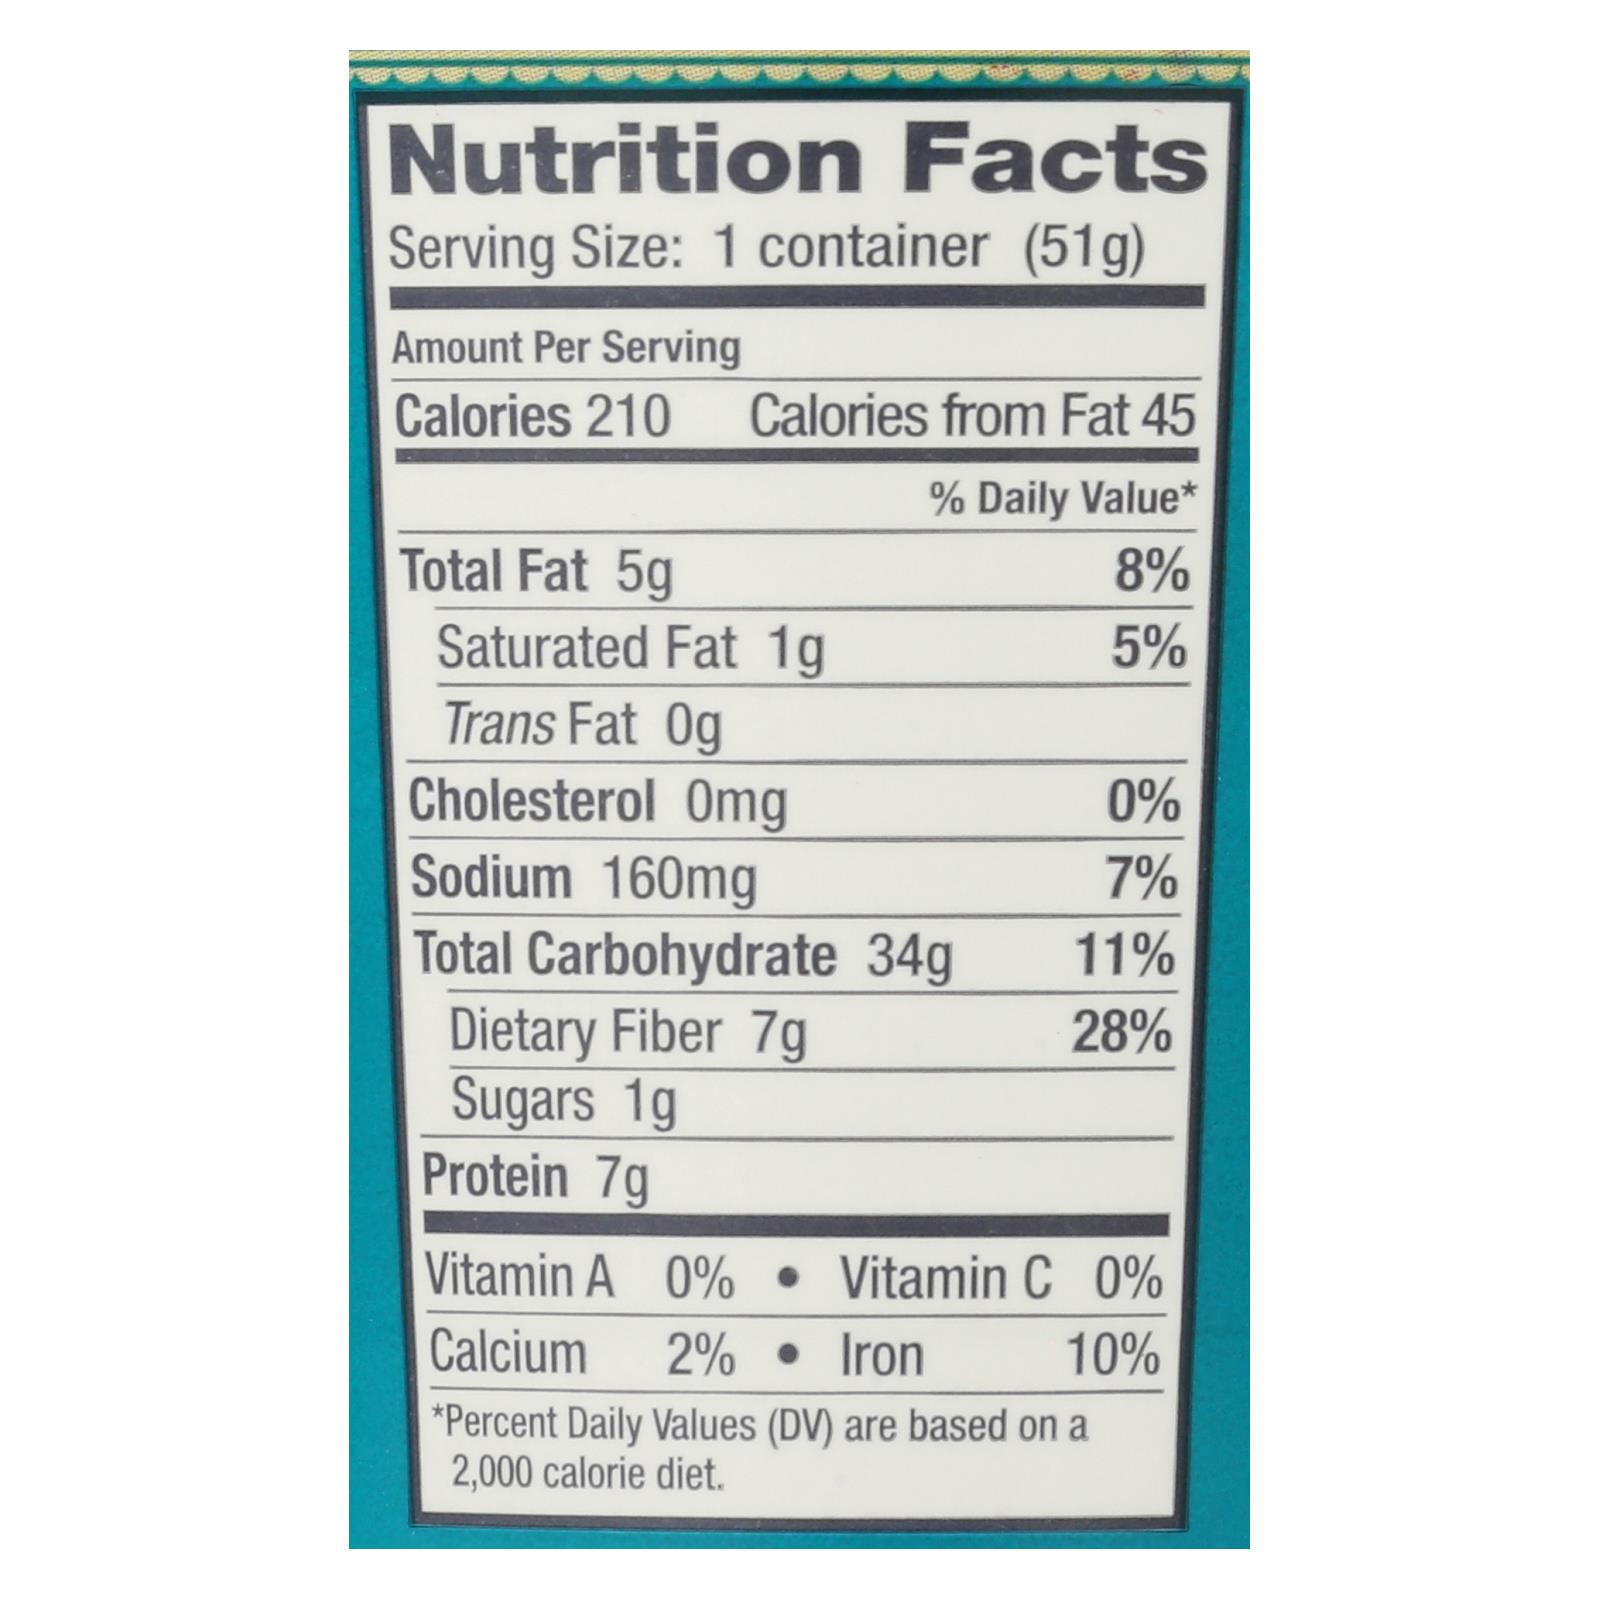 Nutrition Facts
Serving Size: 1 container (51g)
Amount Per Serving
Calories 210 Calories from Fat 45
% Daily Value*
Total Fat 5g 8%
Saturated Fat 1g 5%
Trans Fat 0g
Cholesterol 0mg 0%
Sodium 160mg 7%
Total Carbohydrate 34g 11%
Dietary Fiber 7g 28%
Sugars 1g
Protein 7g
Vitamin A 0% • Vitamin C 0%
Calcium 2% • Iron 10%
*Percent Daily Values (DV) are based on a
2,000 calorie diet.